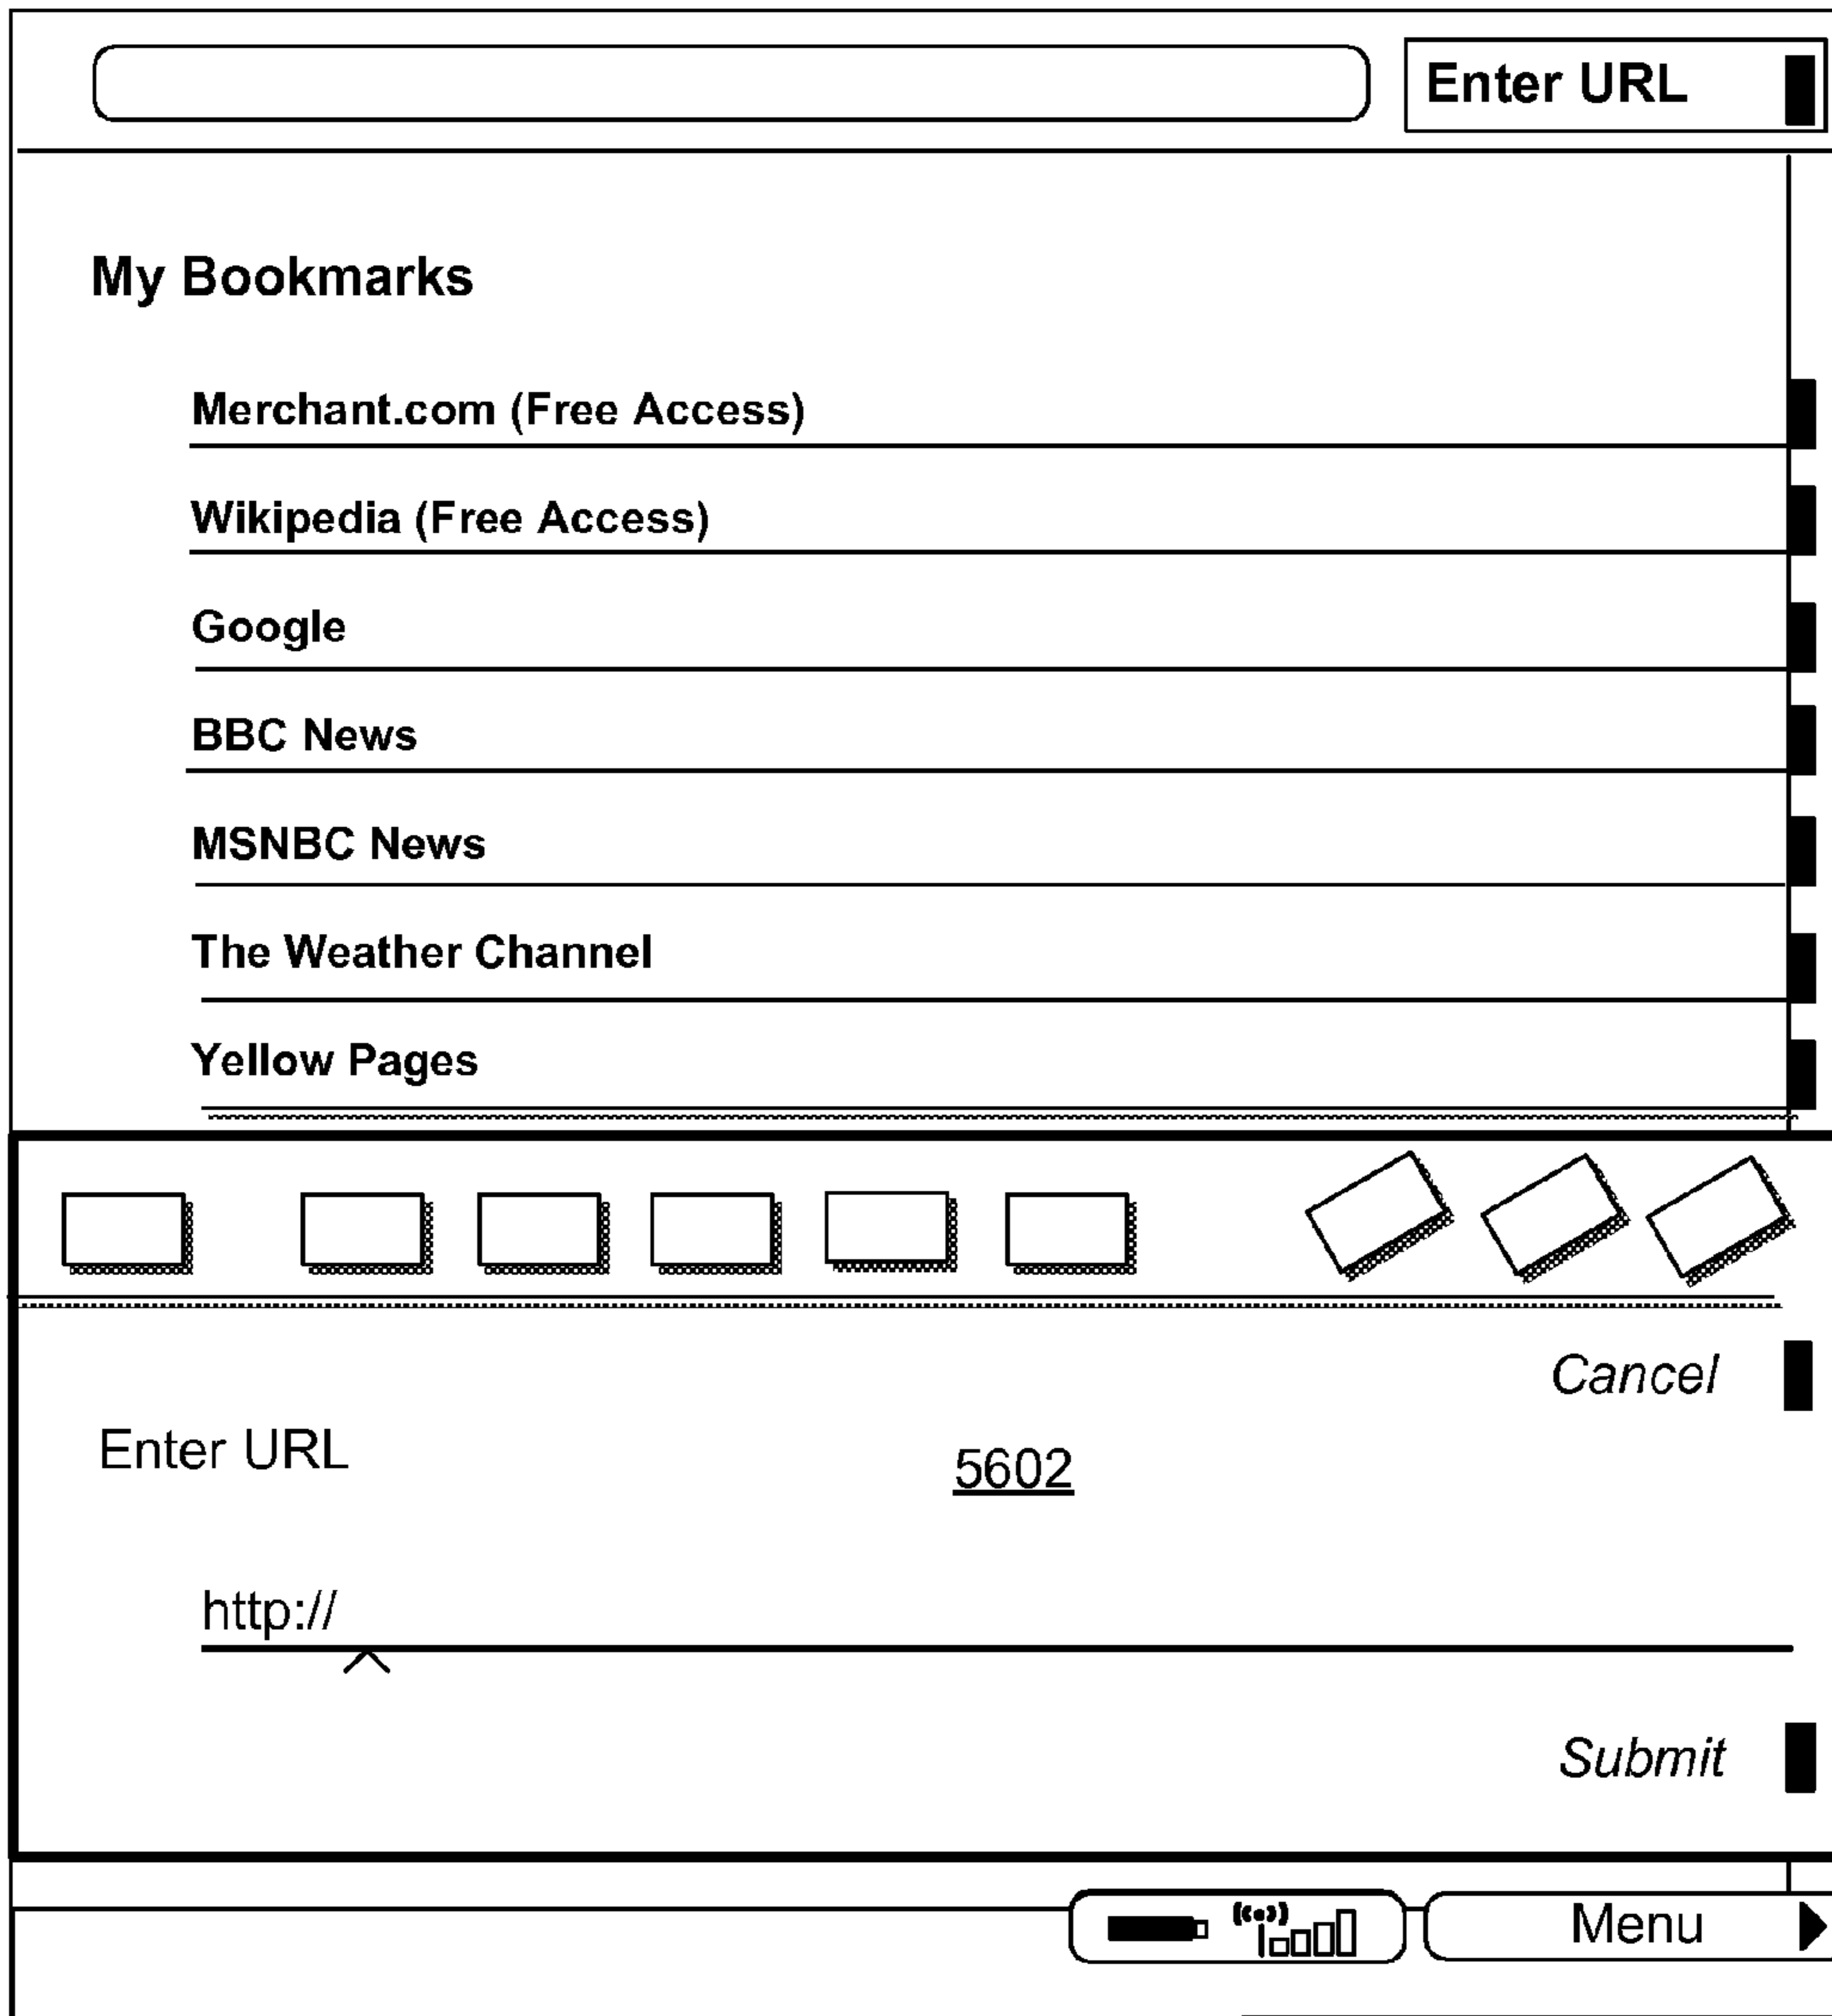 Enter URL
My Bookmarks
Merchant.com (Free Access)
Wikipedia (Free Access)
Google
BBC News
MSNBC News
The Weather Channel
Yellow Pages
Cancel
Enter URL
5602
http://
Submit
Menu